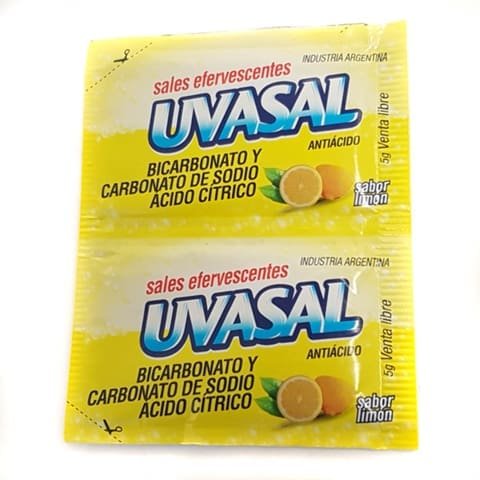 INDUSTRIA ARGENTINA
sales efervescentes
UVASAL
ANTIÁCIDO
BICARBONATO Y
CARBONATO DE SODIO
ÁCIDO CÍTRICO
5g Venta libre
sabor
limón
INDUSTRIA ARGENTINA
sales efervescentes
UVASAL
ANTIÁCIDO
BICARBONATO Y
CARBONATO DE SODIO
ÁCIDO CÍTRICO
5g Venta libre
sabor
limón